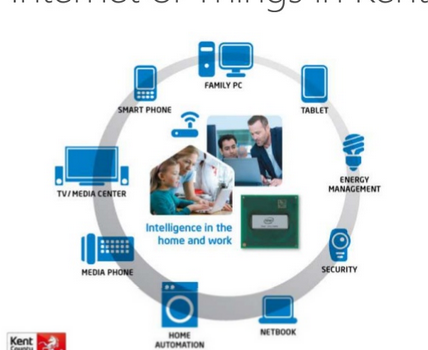 Internet of Things in Kent
FAMILY PC
SMART PHONE
TABLET
TV/ MEDIA CENTER
ENERGY
MANAGEMENT
Intelligence in the
home and work
MEDIA PHONE
SECURITY
HOME
AUTOMATION
NETBOOK
Kent
County